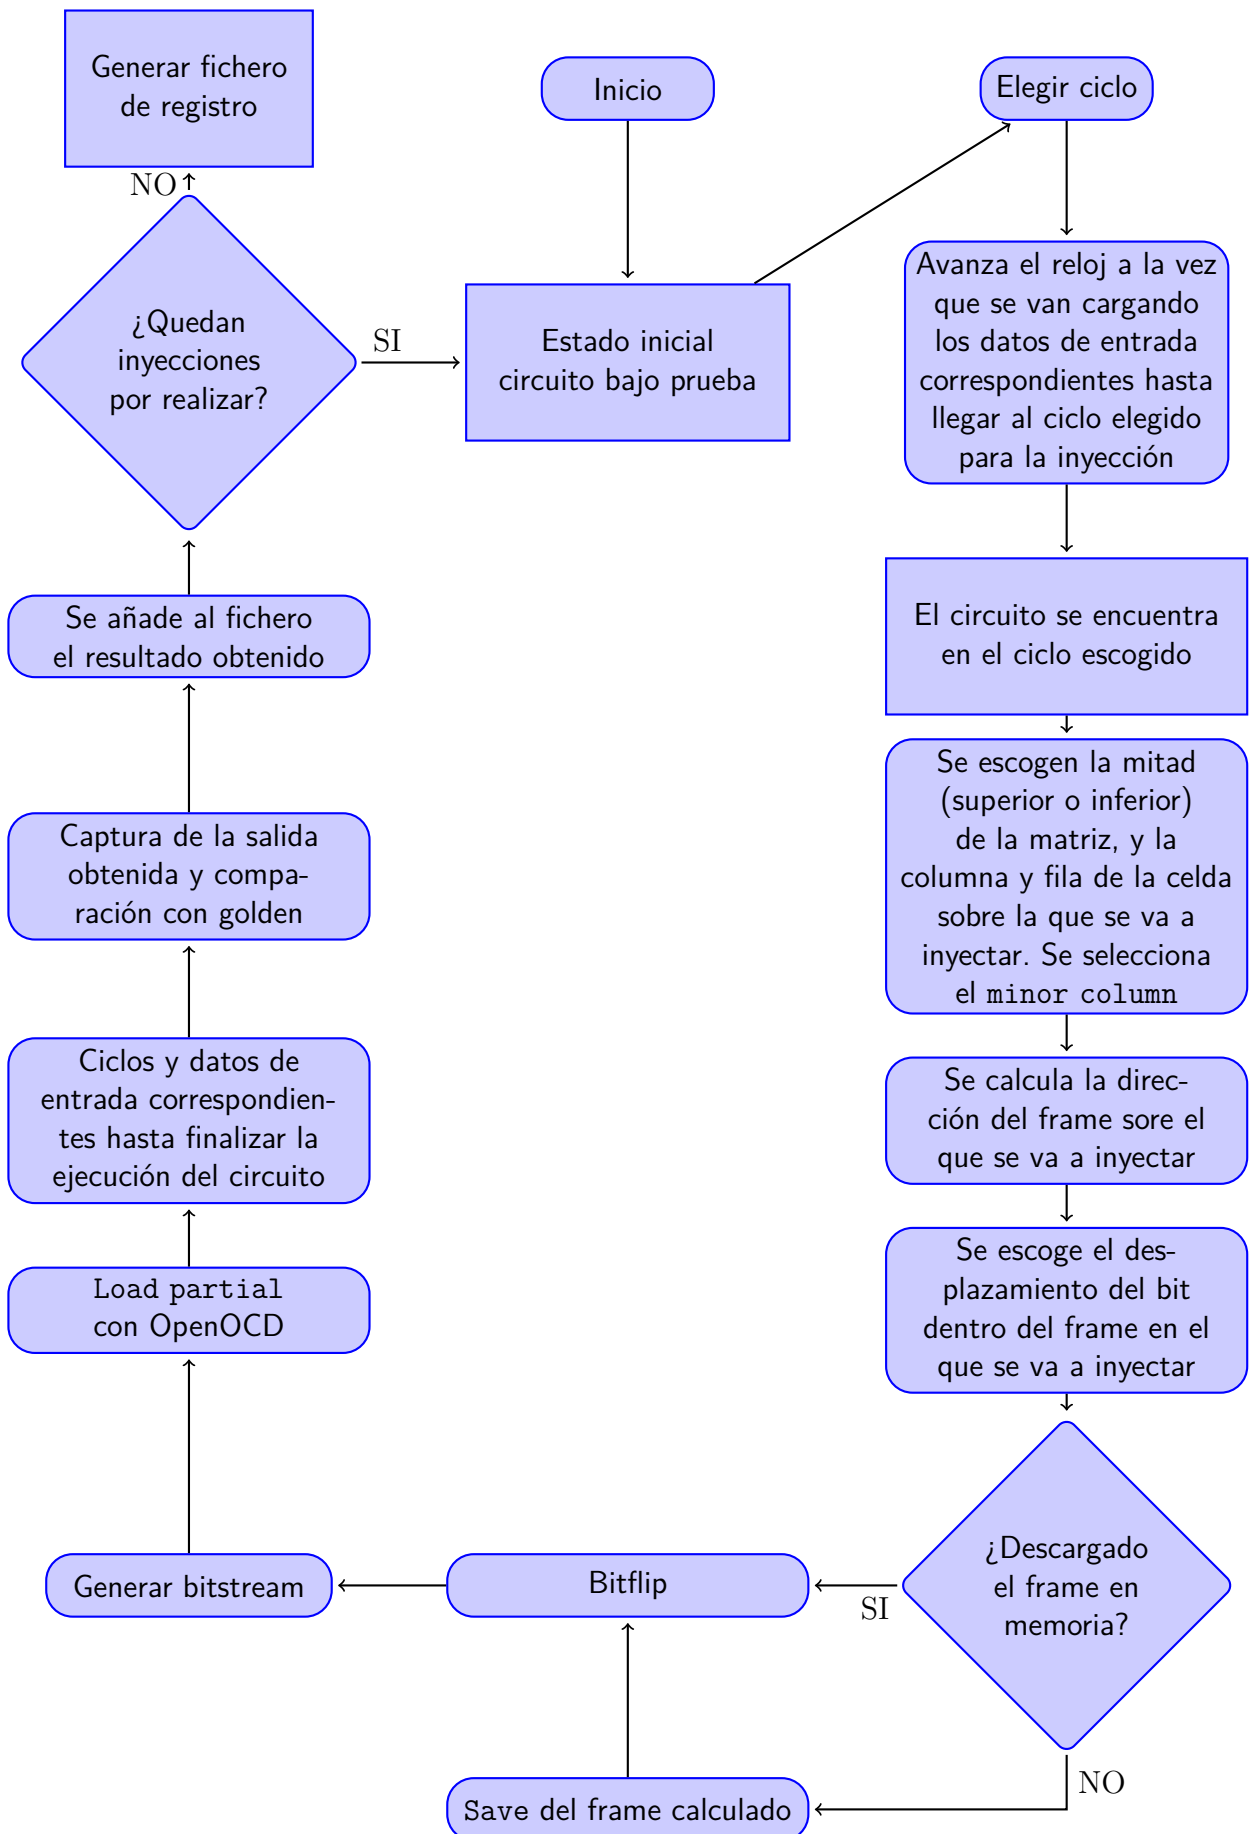 Generar fichero
de registro
Inicio
Elegir ciclo
NO
¿Quedan
inyecciones
por realizar?
SI
Estado inicial
circuito bajo prueba
Avanza el reloj a la vez
que se van cargando
los datos de entrada
correspondientes hasta
llegar al ciclo elegido
para la inyección
El circuito se encuentra
en el ciclo escogido
Se escogen la mitad
(superior o inferior)
de la matriz, y la
columna y fila de la celda
sobre la que se va a
inyectar. Se selecciona
el minor column
Se calcula la direc-
ción del frame sore el
que se va a inyectar
Se escoge el des-
plazamiento del bit
dentro del frame en el
que se va a inyectar
¿Descargado
el frame en
memoria?
SI
NO
Save del frame calculado
Bitflip
Generar bitstream
Load partial
con OpenOCD
Ciclos y datos de
entrada correspondien-
tes hasta finalizar la
ejecución del circuito
Captura de la salida
obtenida y compa-
ración con golden
Se añade al fichero
el resultado obtenido